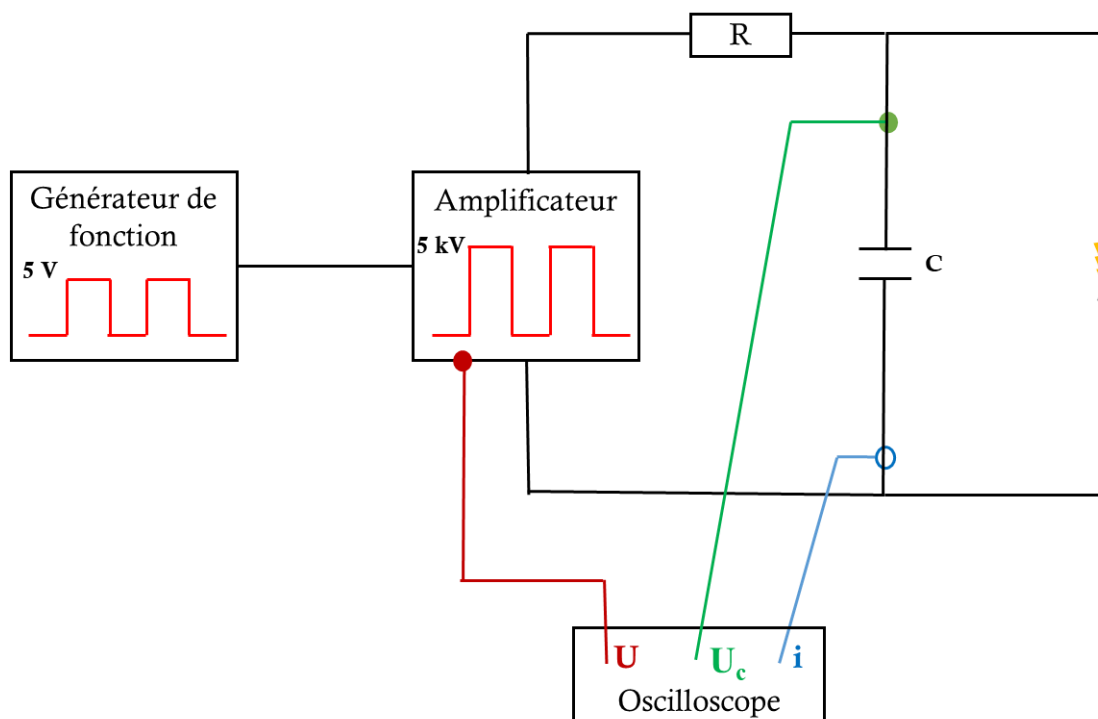 R
Générateur de
fonction
5 V
Amplificateur
5 kV
C
U
Uc
i
Oscilloscope